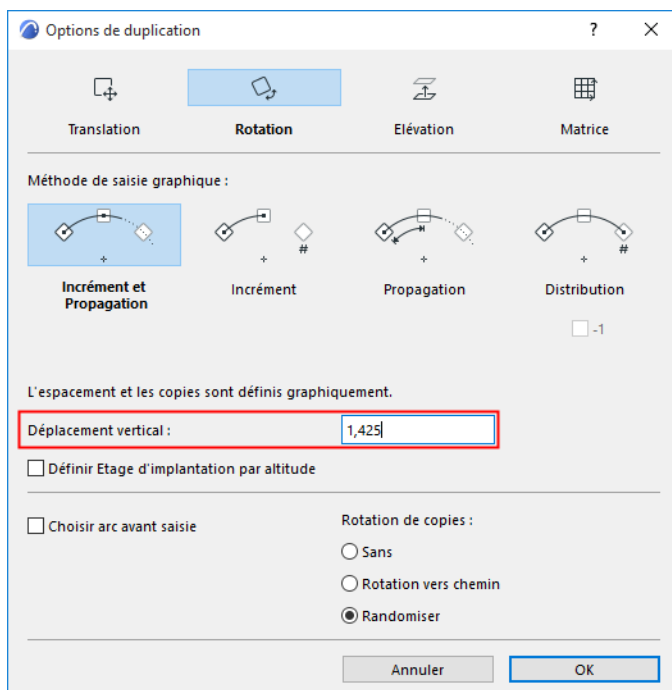 Options de duplication
?
Translation
Rotation
Elévation
Matrice
Méthode de saisie graphique :
#
#
Incrément et
Propagation
Incrément
Propagation
Distribution
-1
L'espacement et les copies sont définis graphiquement.
Déplacement vertical :
1,425
Définir Etage d'implantation par altitude
Choisir arc avant saisie
Rotation de copies :
Sans
Rotation vers chemin
Randomiser
Annuler
OK